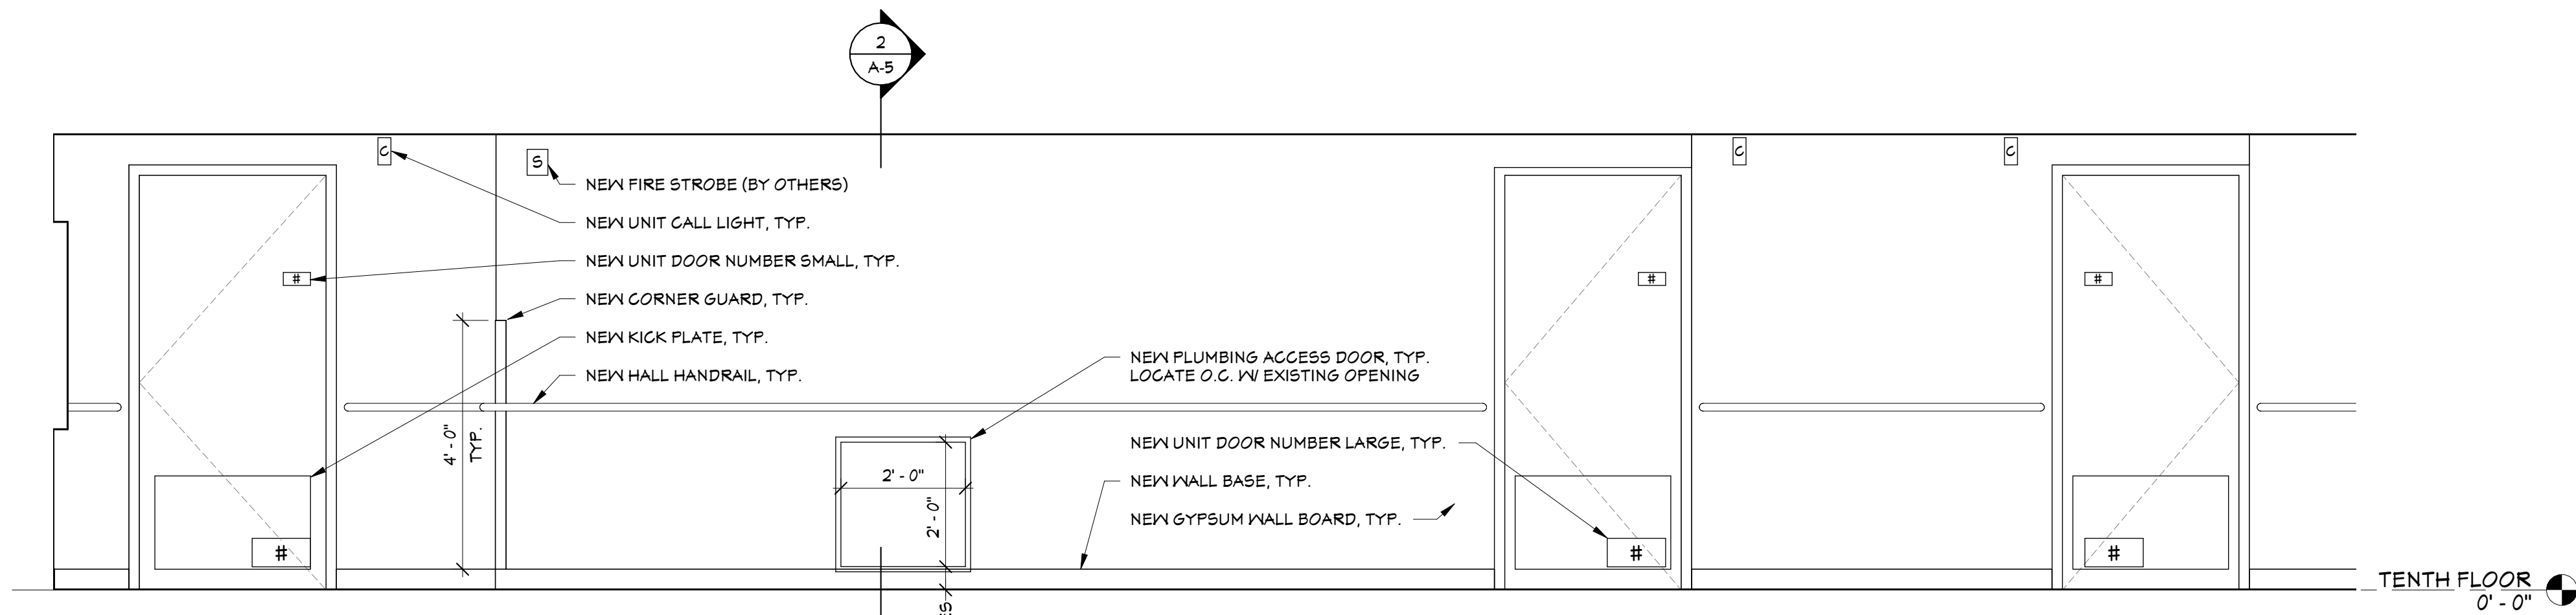 2
A-5
C
S
C
C
NEW FIRE STROBE (BY OTHERS)
NEW UNIT CALL LIGHT, TYP.
NEW UNIT DOOR NUMBER SMALL, TYP.
#
#
#
NEW CORNER GUARD, TYP.
NEW KICK PLATE, TYP.
NEW HALL HANDRAIL, TYP.
NEW PLUMBING ACCESS DOOR, TYP.
LOCATE O.C. W/ EXISTING OPENING
4' - 0"
TYP.
NEW UNIT DOOR NUMBER LARGE, TYP.
2' - 0"
2' - 0"
NEW WALL BASE, TYP.
NEW GYPSUM WALL BOARD, TYP.
#
#
#
TENTH FLOOR
0' - 0"